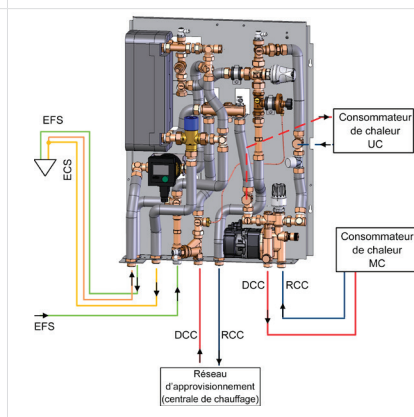 EFS
ECS
EFS
DCC
RCC
DCC
RCC
Consommateur
de chaleur
UC
Consommateur
de chaleur
MC
Réseau
d'approvisionnement
(centrale de chauffage)